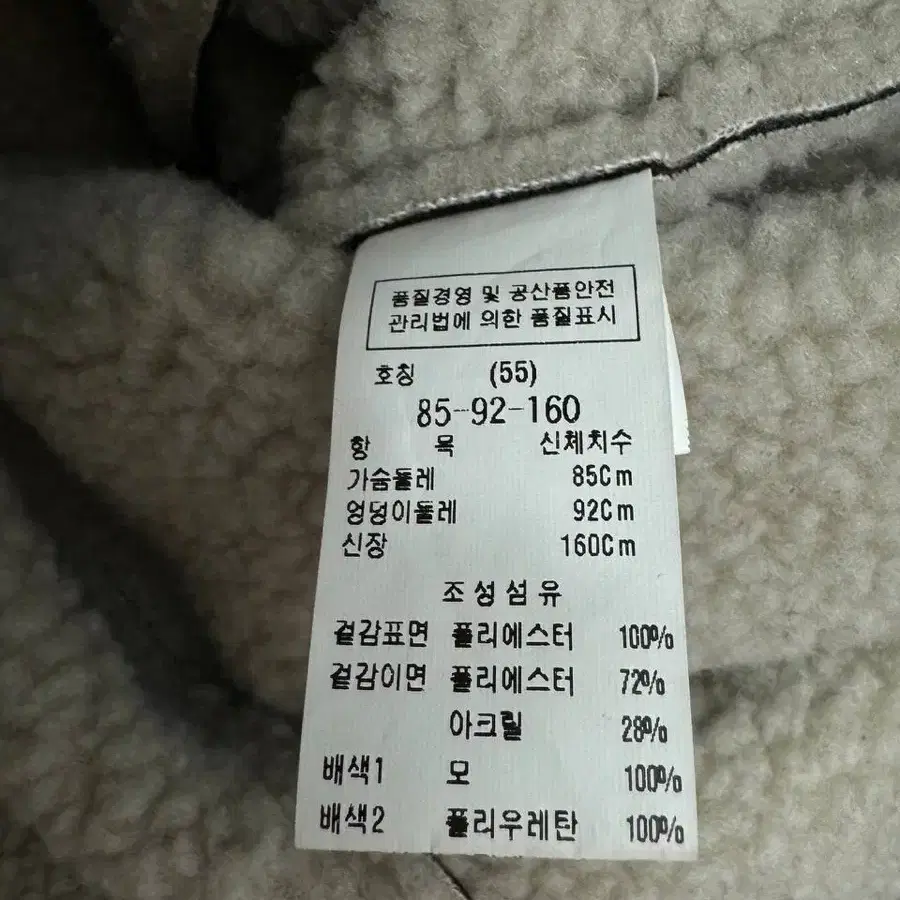 품질경영 및 공산품안전
관리법에 의한 품질표시
호칭 (55)
85-92-160
항 목 신체치수
가슴둘레 85Cm
엉덩이둘레 92Cm
신장 160Cm
조성섬유
겉감표면 폴리에스터 100%
겉감이면 폴리에스터 72%
아크릴 28%
배색1 모 100%
배색2 폴리우레탄 100%